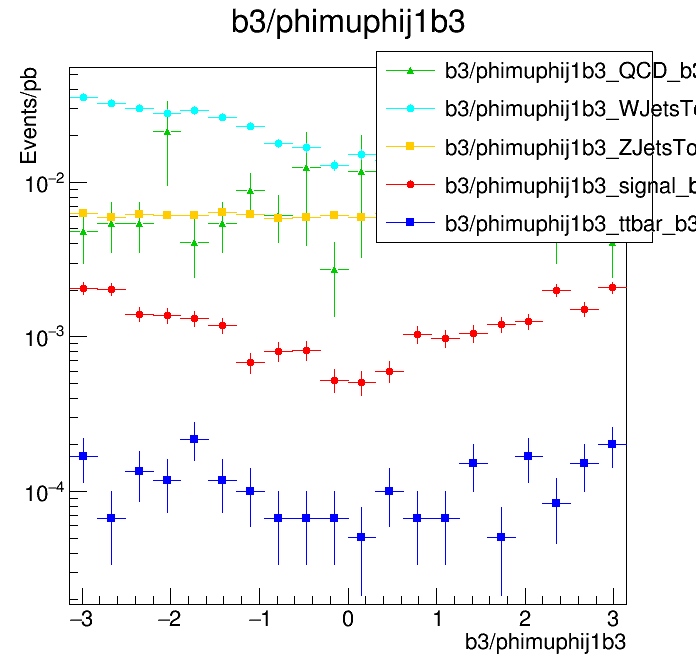 b3/phimuphij1b3
Events/pb
b3/phimuphij1b3_QCD_b3
b3/phimuphij1b3_WJetsTo
b3/phimuphij1b3_ZJetsTo
b3/phimuphij1b3_signal_b
b3/phimuphij1b3_ttbar_b3
10⁻²
10⁻³
10⁻⁴
−3 −2 −1 0 1 2 3
b3/phimuphij1b3